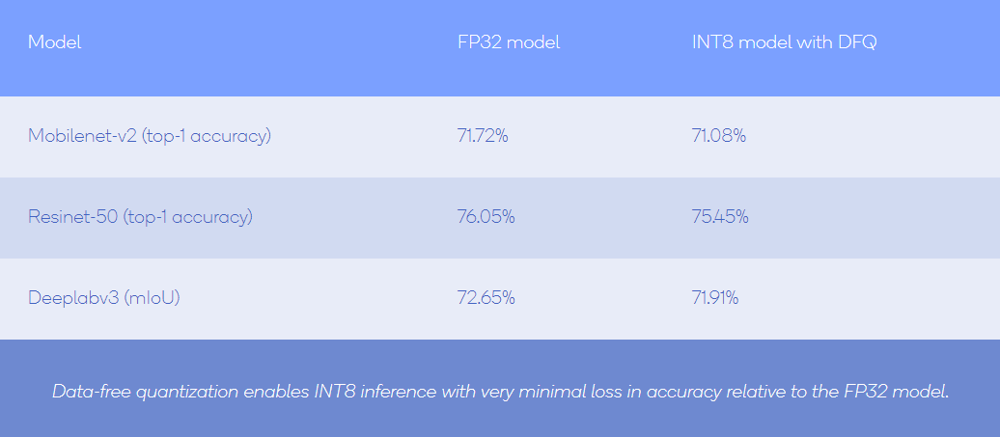 Model FP32 model INT8 model with DFQ
Mobilenet-v2 (top-1 accuracy) 71.72% 71.08%
Resinet-50 (top-1 accuracy) 76.05% 75.45%
Deeplabv3 (mIoU) 72.65% 71.91%
Data-free quantization enables INT8 inference with very minimal loss in accuracy relative to the FP32 model.